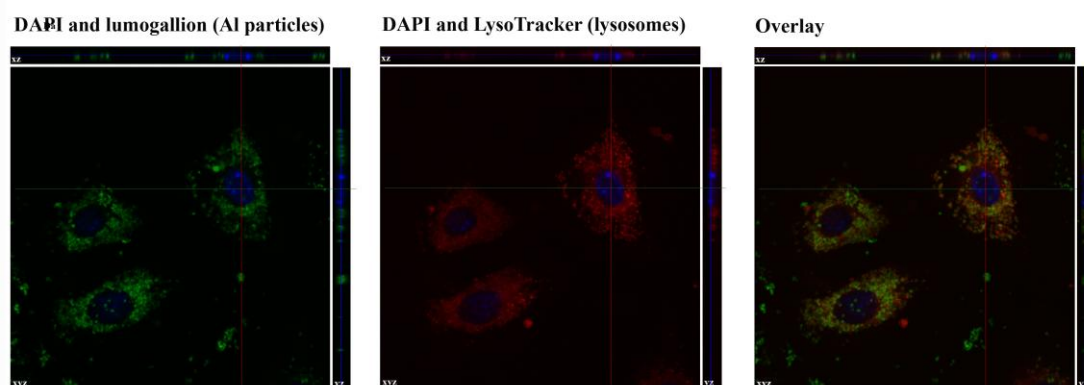 DAPI and lumogallion (Al particles)
DAPI and LysoTracker (lysosomes)
Overlay
xz
xz
xz
xyz
yz
xyz
yz
xyz